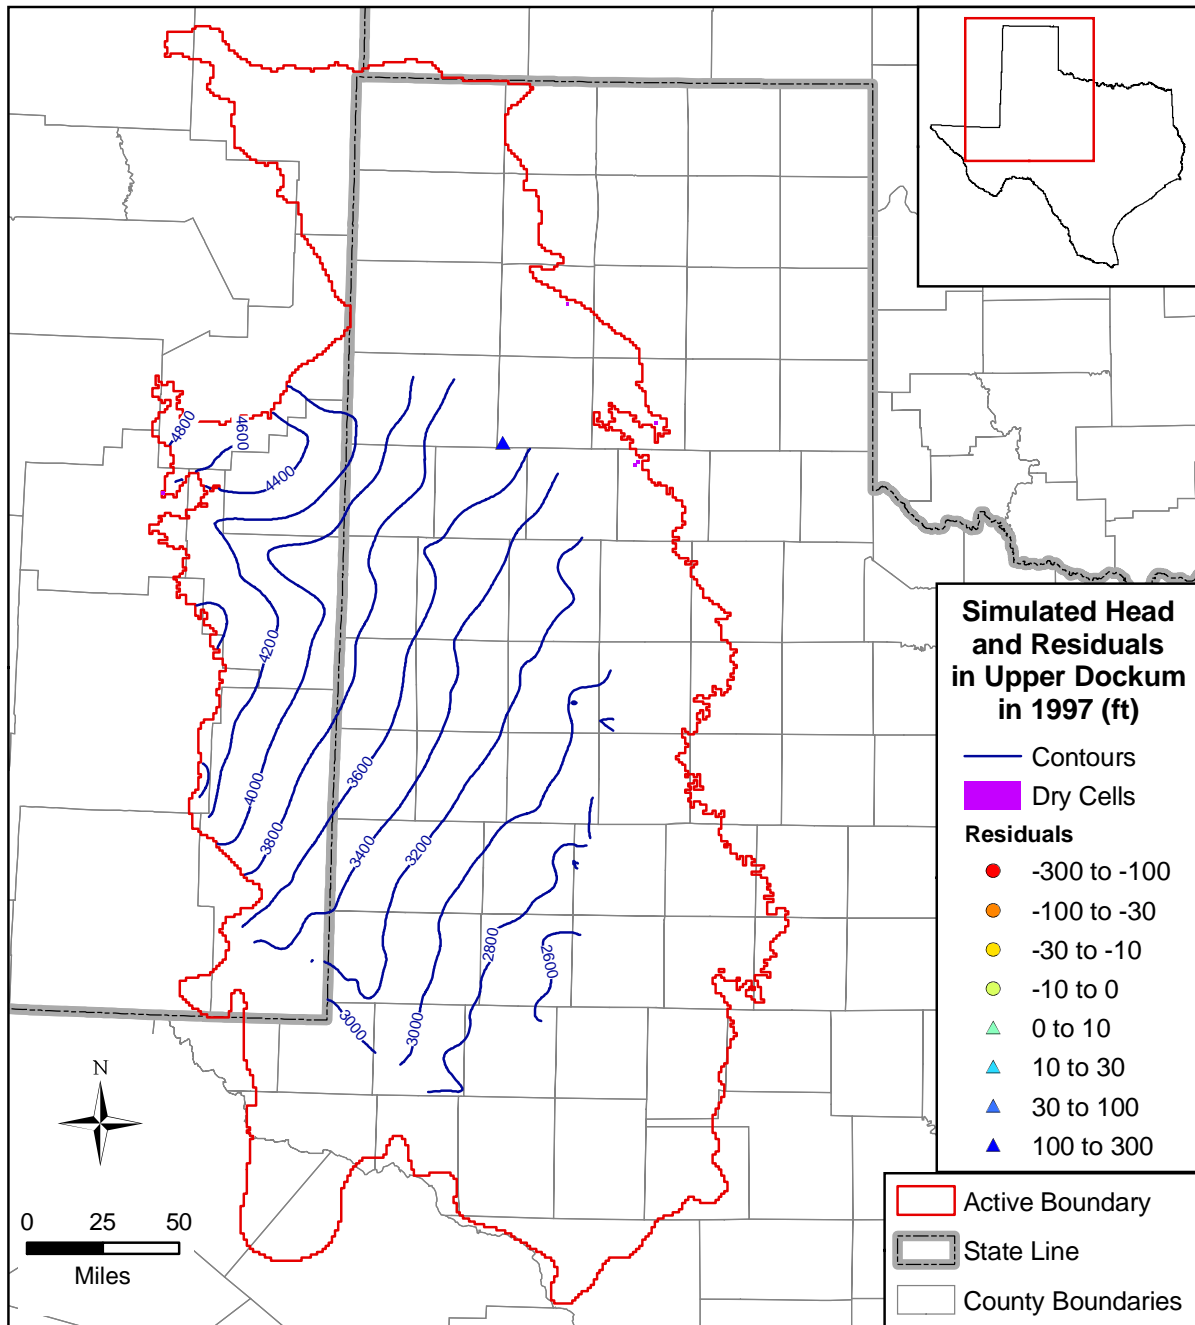 4800
4600
4400
4200
4000
3800
3600
3400
3200
3000
3000
2800
2600
Simulated Head
and Residuals
in Upper Dockum
in 1997 (ft)
Contours
Dry Cells
Residuals
-300 to -100
-100 to -30
-30 to -10
-10 to 0
0 to 10
10 to 30
30 to 100
100 to 300
N
0 25 50
Miles
Active Boundary
State Line
County Boundaries